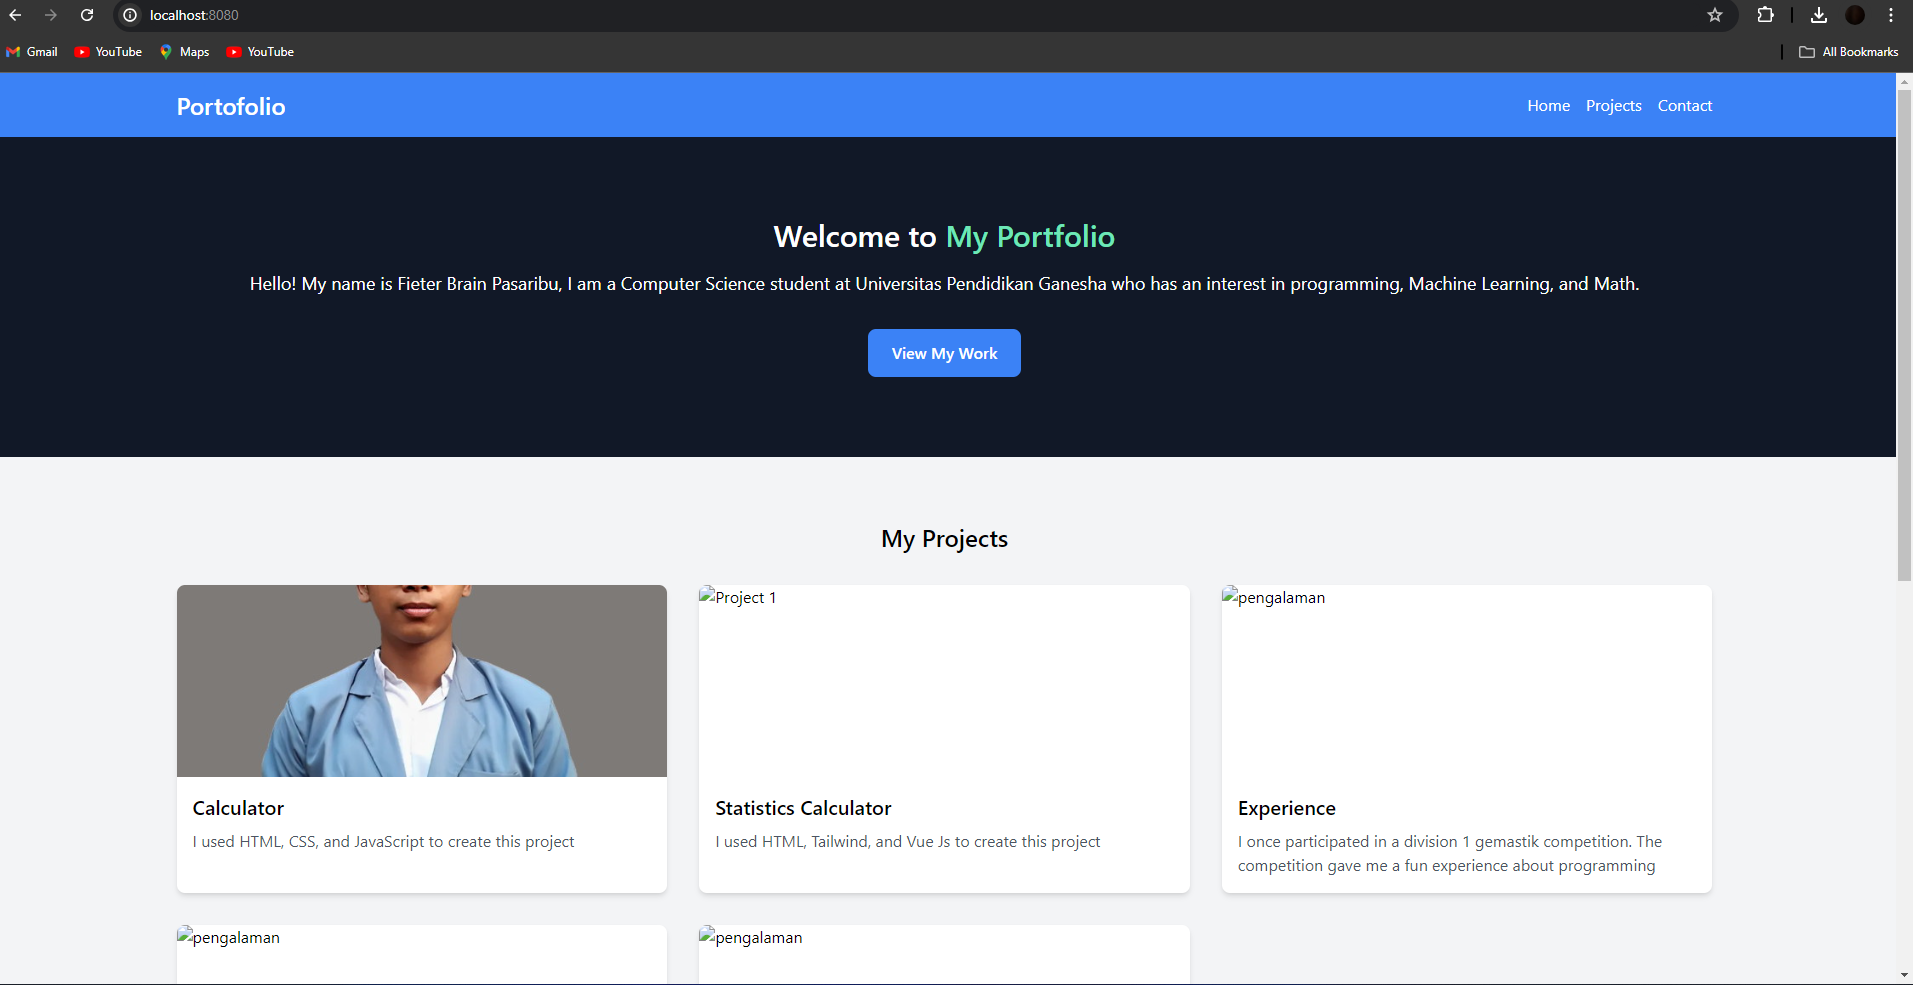 localhost:8080
Gmail YouTube Maps YouTube All Bookmarks
Portofolio Home Projects Contact
Welcome to My Portfolio
Hello! My name is Fieter Brain Pasaribu, I am a Computer Science student at Universitas Pendidikan Ganesha who has an interest in programming, Machine Learning, and Math.
View My Work
My Projects
Project 1
pengalaman
Calculator
I used HTML, CSS, and JavaScript to create this project
Statistics Calculator
I used HTML, Tailwind, and Vue Js to create this project
Experience
I once participated in a division 1 gemastik competition. The
competition gave me a fun experience about programming
pengalaman
pengalaman